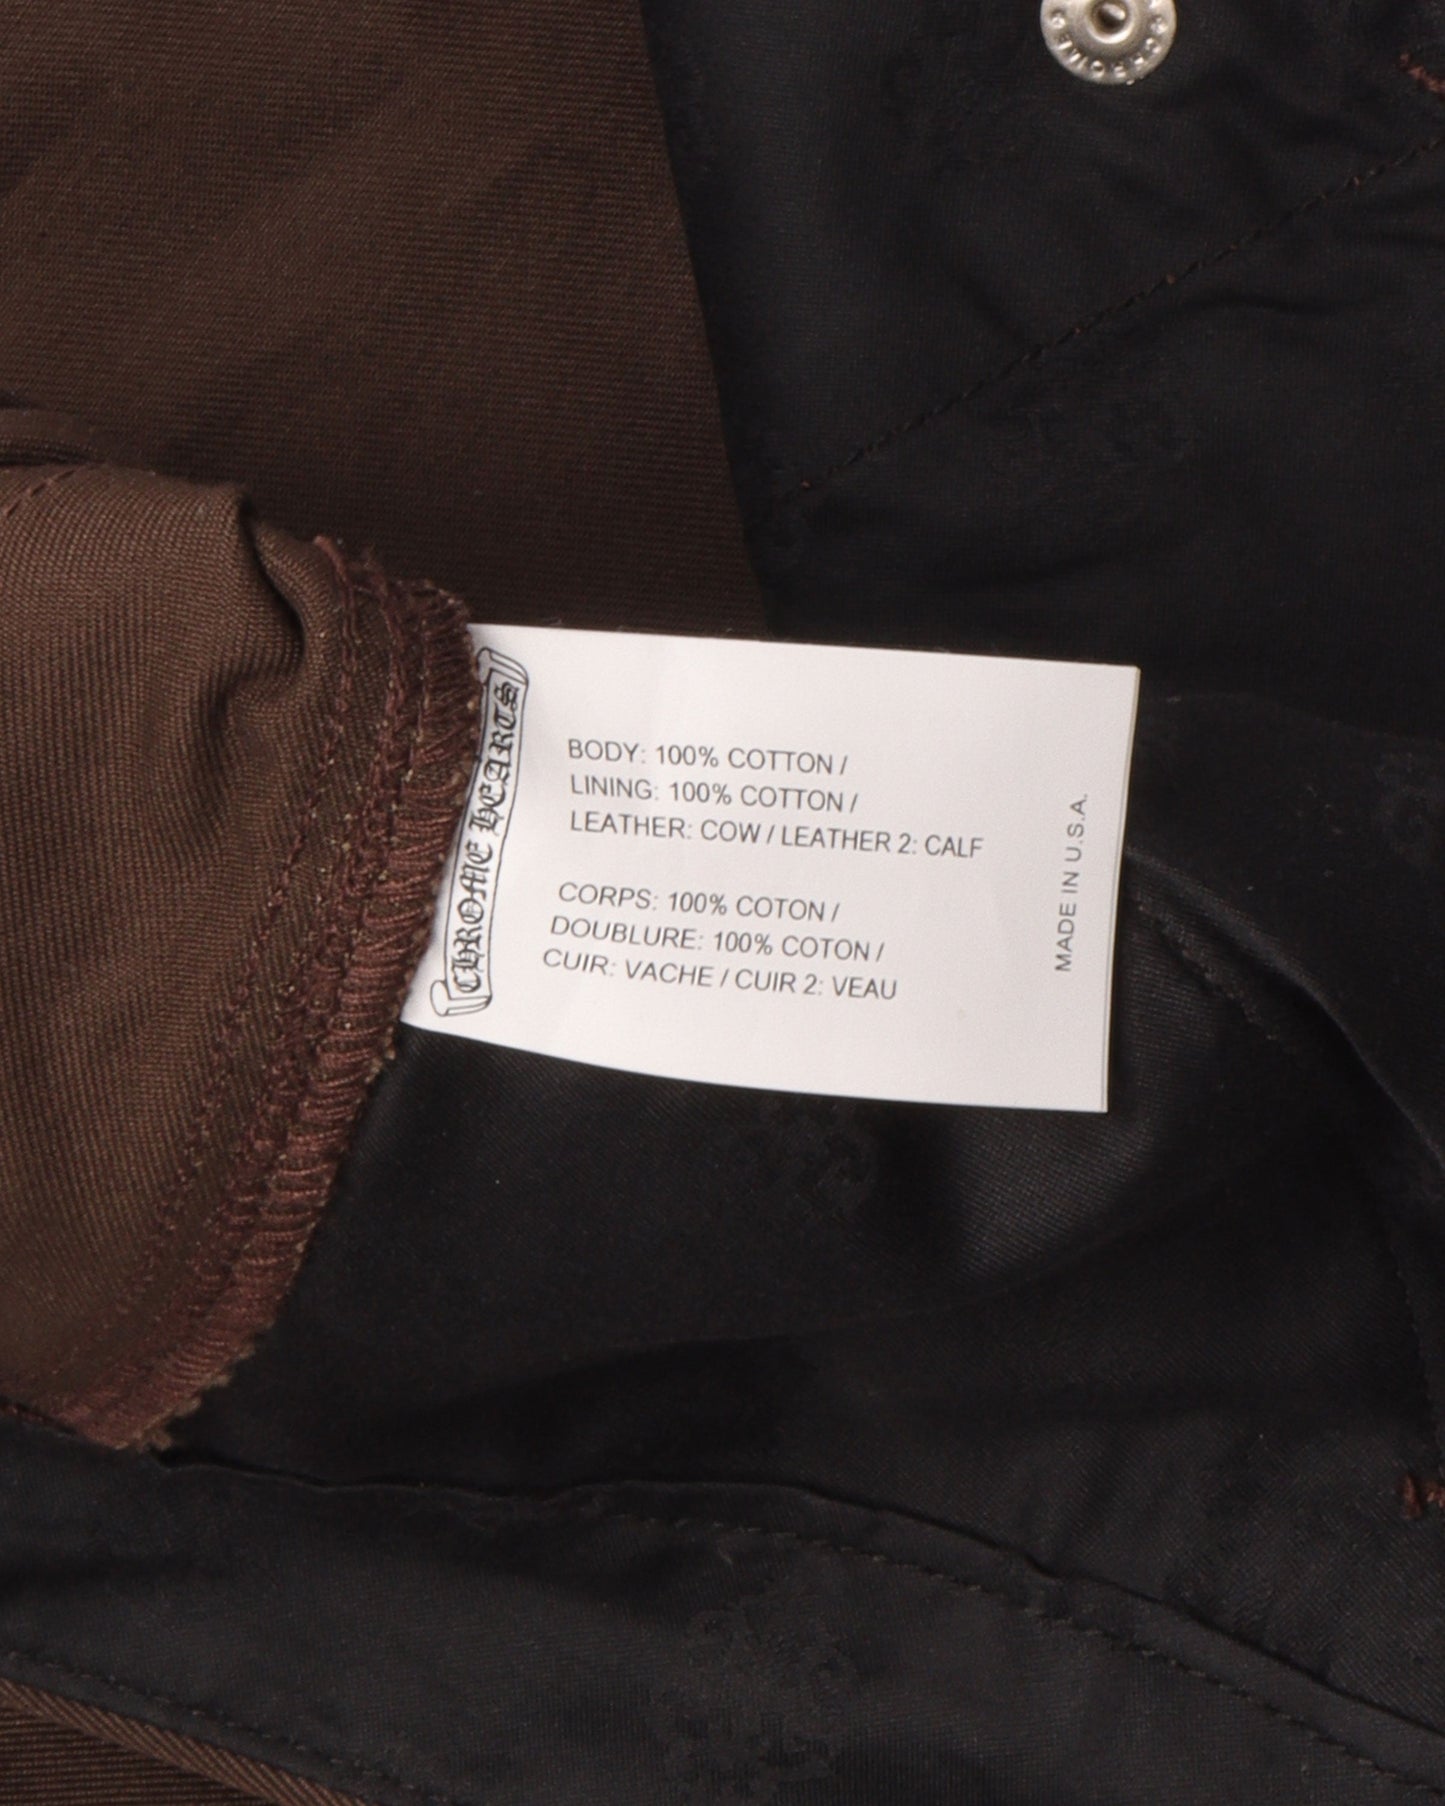 CHROME
CHROME HEARTS
BODY: 100% COTTON /
LINING: 100% COTTON /
LEATHER: COW / LEATHER 2: CALF
CORPS: 100% COTON /
DOUBLURE: 100% COTON /
CUIR: VACHE / CUIR 2: VEAU
MADE IN U.S.A.